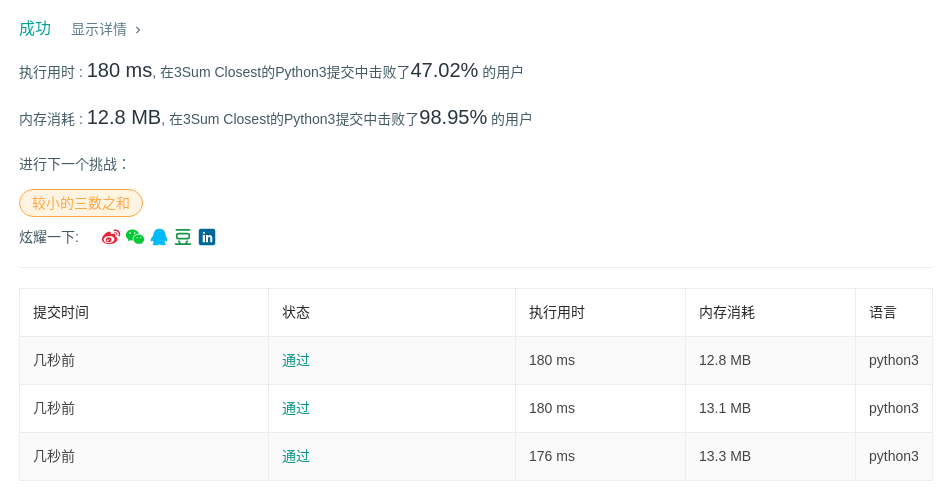 成功 显示详情 ›
执行用时 : 180 ms, 在3Sum Closest的Python3提交中击败了47.02% 的用户
内存消耗 : 12.8 MB, 在3Sum Closest的Python3提交中击败了98.95% 的用户
进行下一个挑战：
较小的三数之和
炫耀一下: 豆 in
提交时间 状态 执行用时 内存消耗 语言
几秒前 通过 180 ms 12.8 MB python3
几秒前 通过 180 ms 13.1 MB python3
几秒前 通过 176 ms 13.3 MB python3